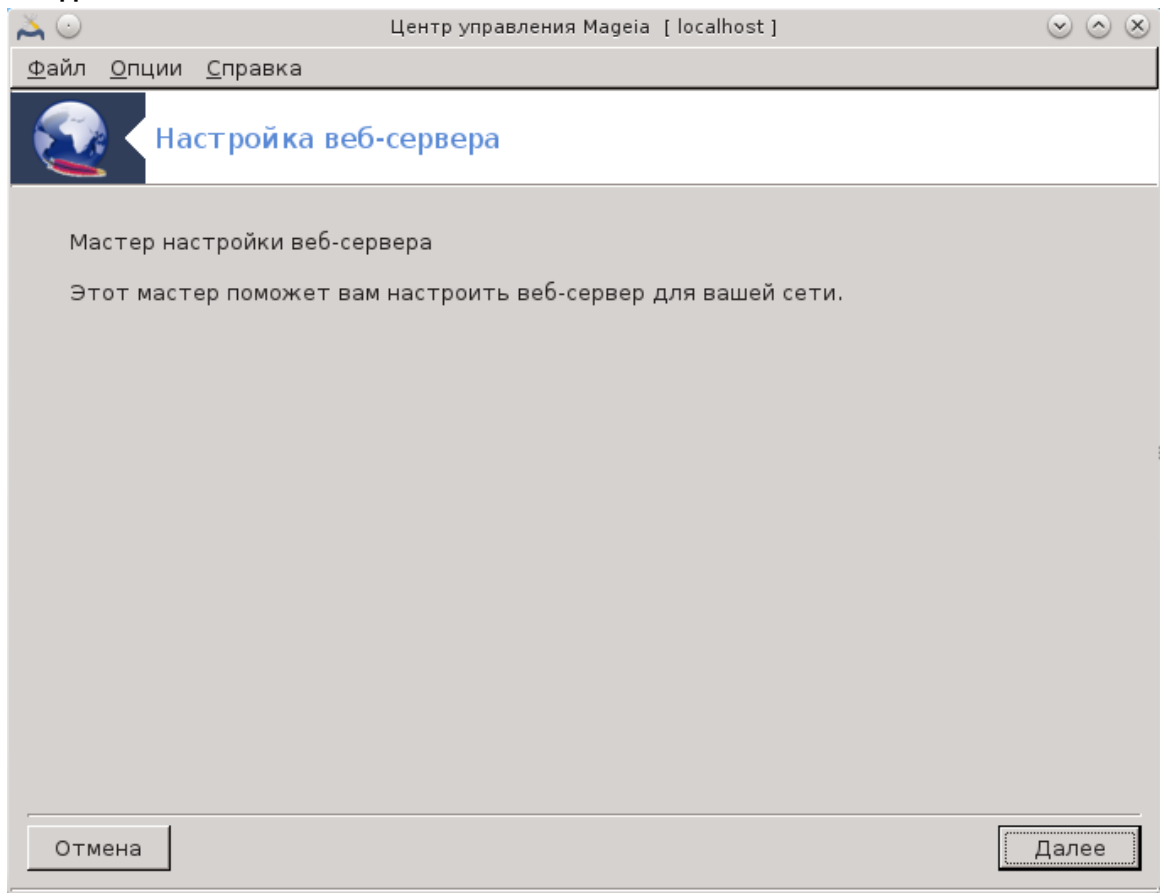 Центр управления Mageia [ localhost ]
Файл Опции Справка
Настройка веб-сервера
Мастер настройки веб-сервера
Этот мастер поможет вам настроить веб-сервер для вашей сети.
Отмена Далее